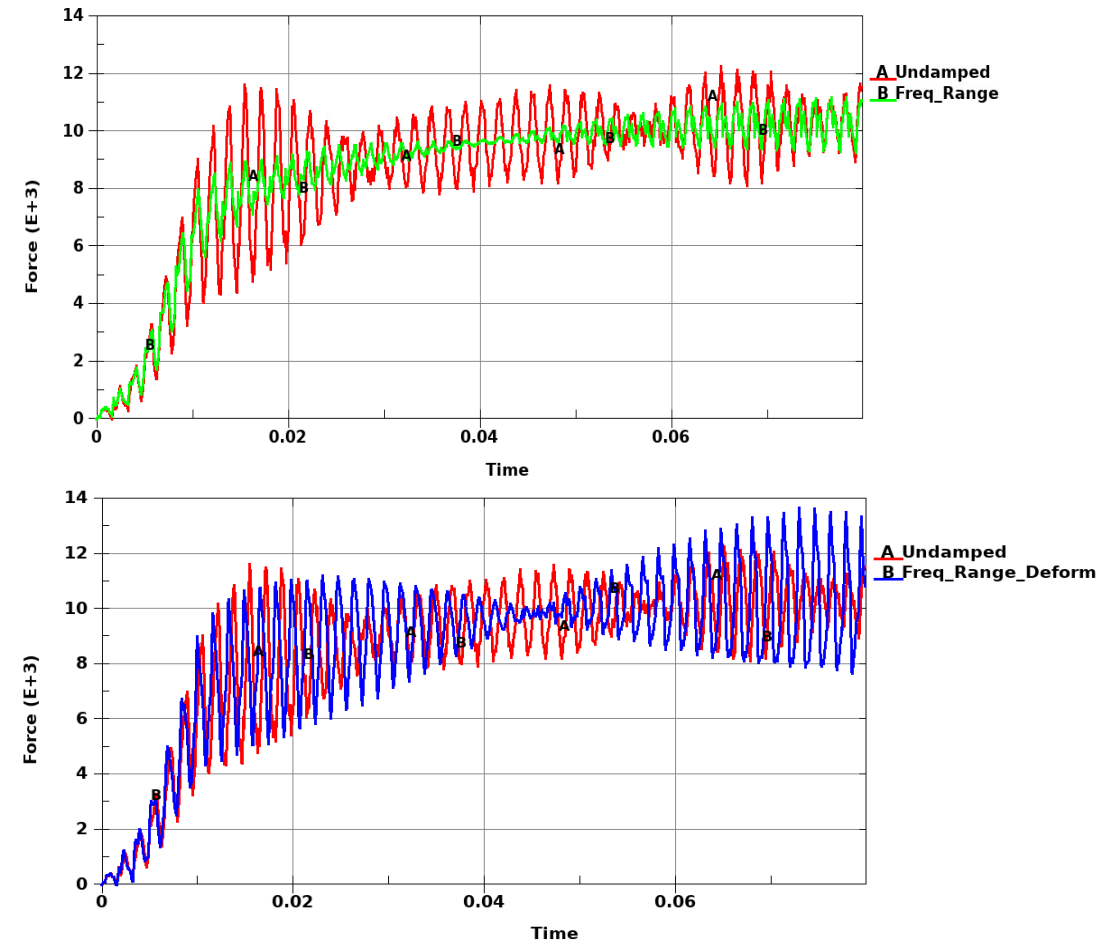 14
12
10
8
6
4
2
0
Force (E+3)
0
0.02
0.04
0.06
Time
A Undamped
B Freq_Range
A
B
A
B
A
B
A
B
B
14
12
10
8
6
4
2
0
Force (E+3)
0
0.02
0.04
0.06
Time
A Undamped
B Freq_Range_Deform
A
B
A
B
A
B
A
B
B